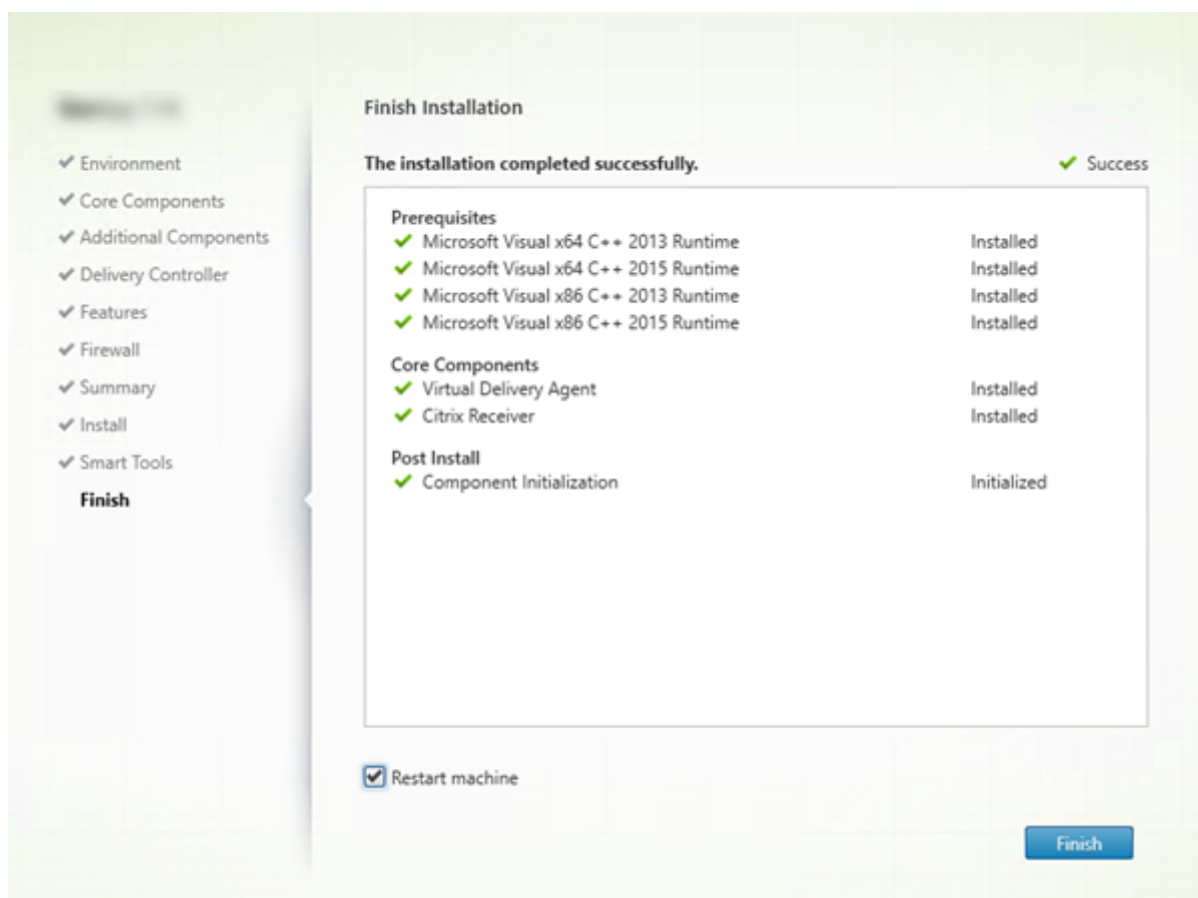 Finish Installation
Environment
Core Components
Additional Components
Delivery Controller
Features
Firewall
Summary
Install
Smart Tools
Finish
The installation completed successfully. Success
Prerequisites
Microsoft Visual x64 C++ 2013 Runtime Installed
Microsoft Visual x64 C++ 2015 Runtime Installed
Microsoft Visual x86 C++ 2013 Runtime Installed
Microsoft Visual x86 C++ 2015 Runtime Installed
Core Components
Virtual Delivery Agent Installed
Citrix Receiver Installed
Post Install
Component Initialization Initialized
Restart machine
Finish